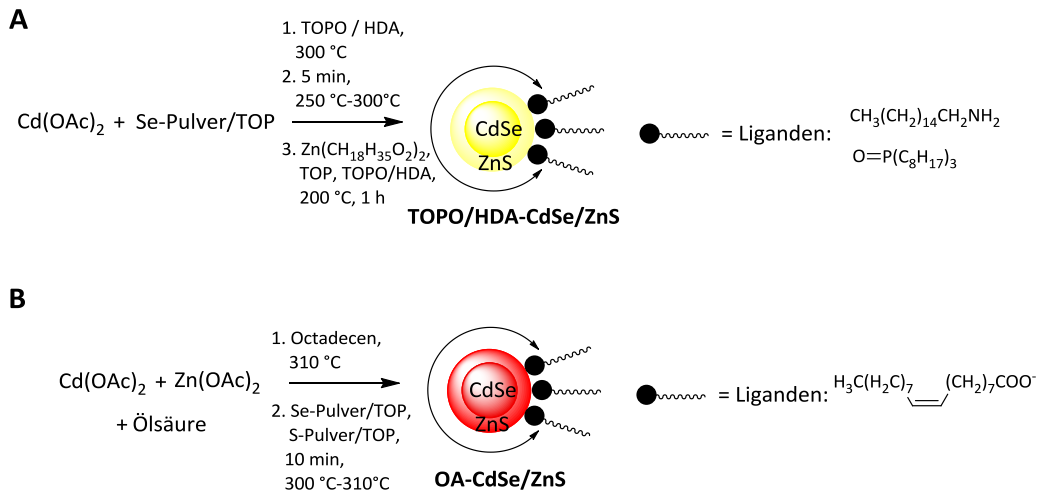 A
1. TOPO / HDA,
300 °C
2. 5 min,
250 °C-300°C
Cd(OAc)₂ + Se-Pulver/TOP
3. Zn(CH₁₈H₃₅O₂)₂,
TOP, TOPO/HDA,
200 °C, 1 h
CdSe
ZnS
TOPO/HDA-CdSe/ZnS
= Liganden:
CH₃(CH₂)₁₄CH₂NH₂
O=P(C₈H₁₇)₃
B
1. Octadecen,
310 °C
Cd(OAc)₂ + Zn(OAc)₂
+ Ölsäure
2. Se-Pulver/TOP,
S-Pulver/TOP,
10 min,
300 °C-310°C
CdSe
ZnS
OA-CdSe/ZnS
= Liganden:
H₃C(H₂C)₇ (CH₂)₇COO⁻